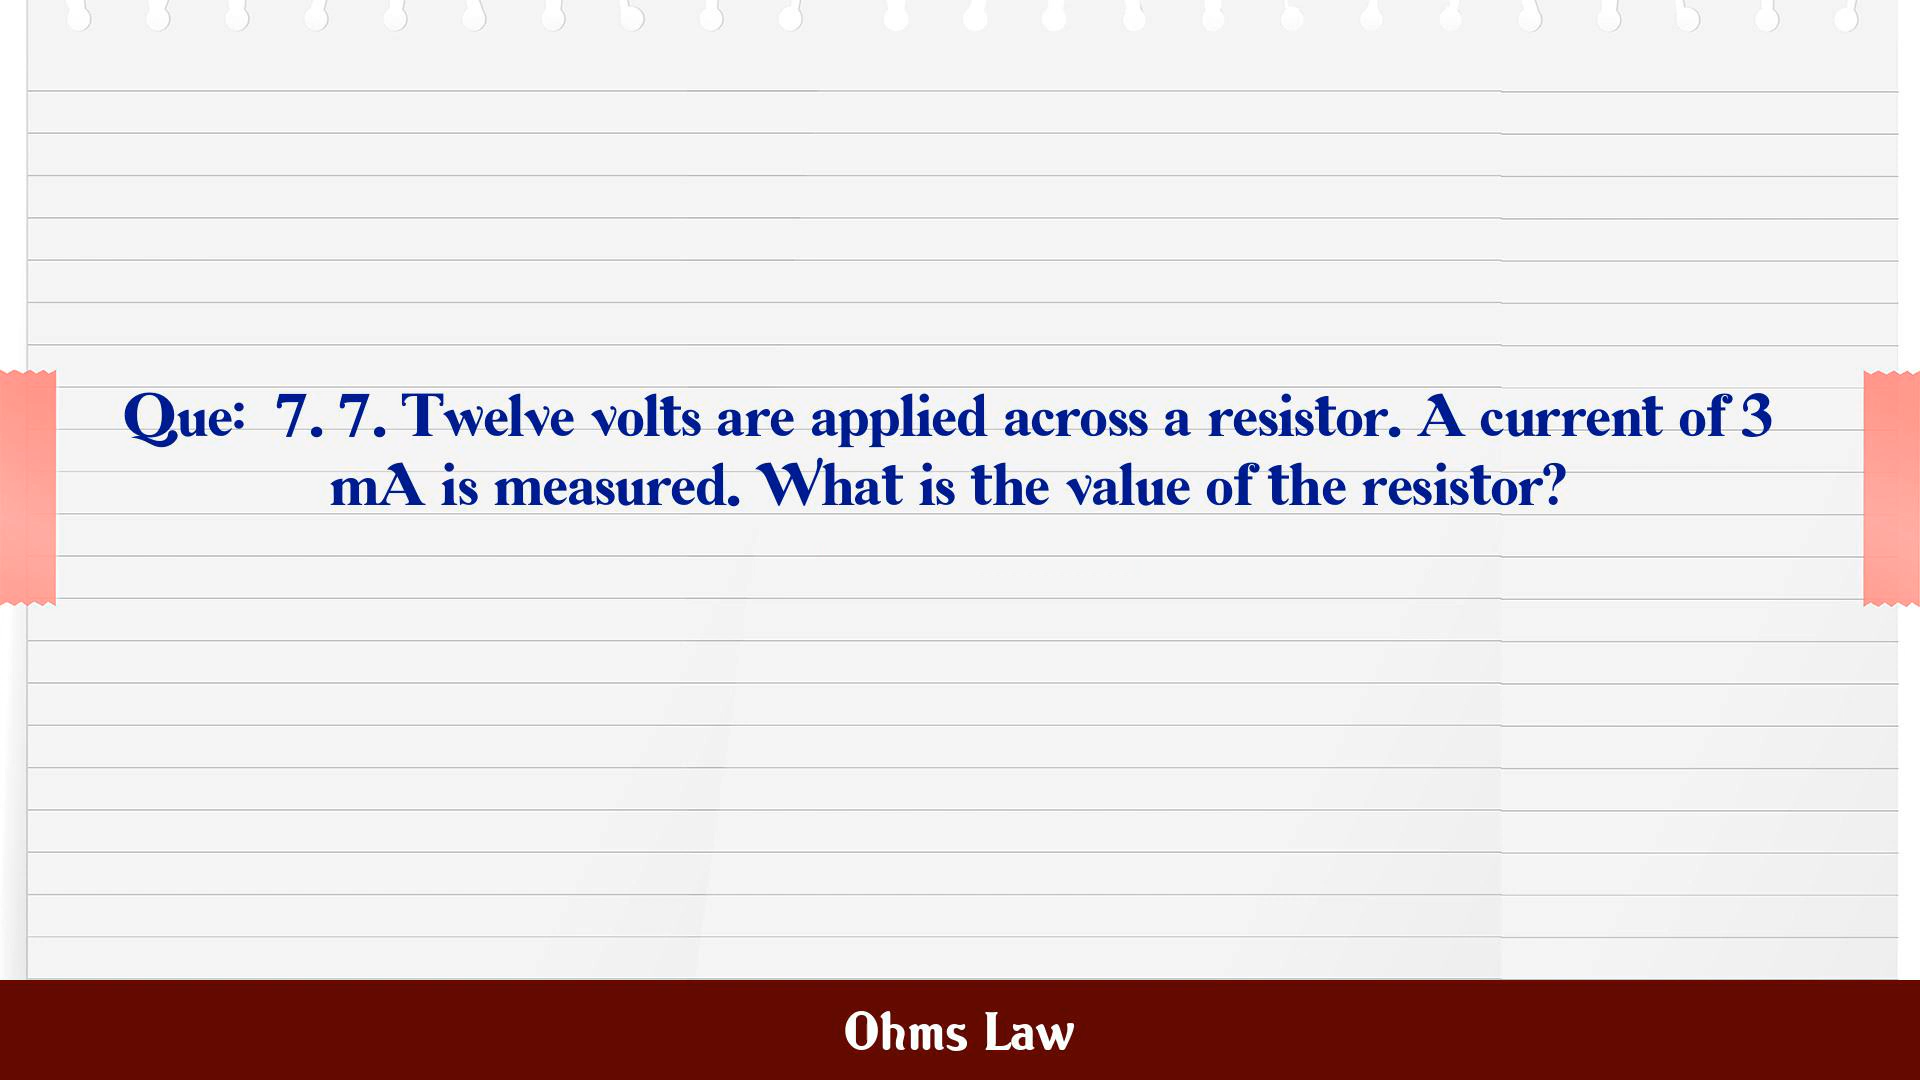 Que: 7. 7. Twelve volts are applied across a resistor. A current of 3
mA is measured. What is the value of the resistor?
Ohms Law